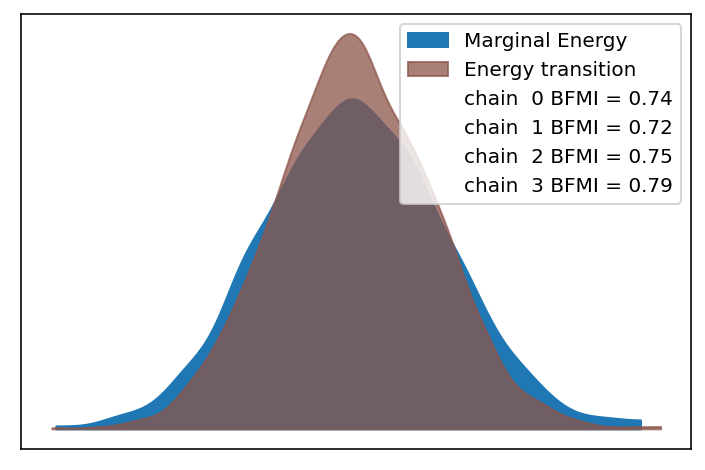 Marginal Energy
Energy transition
chain  0 BFMI = 0.74
chain  1 BFMI = 0.72
chain  2 BFMI = 0.75
chain  3 BFMI = 0.79